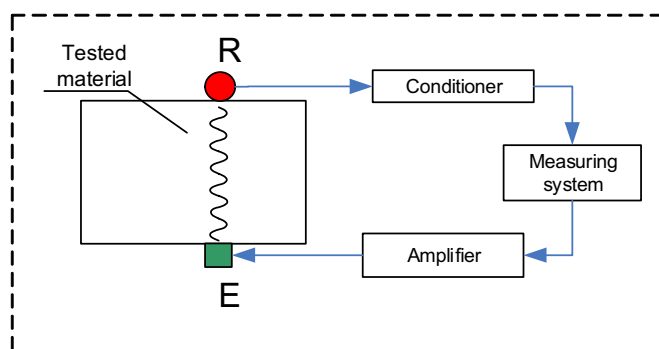 R
Tested
material
Conditioner
Measuring
system
Amplifier
E